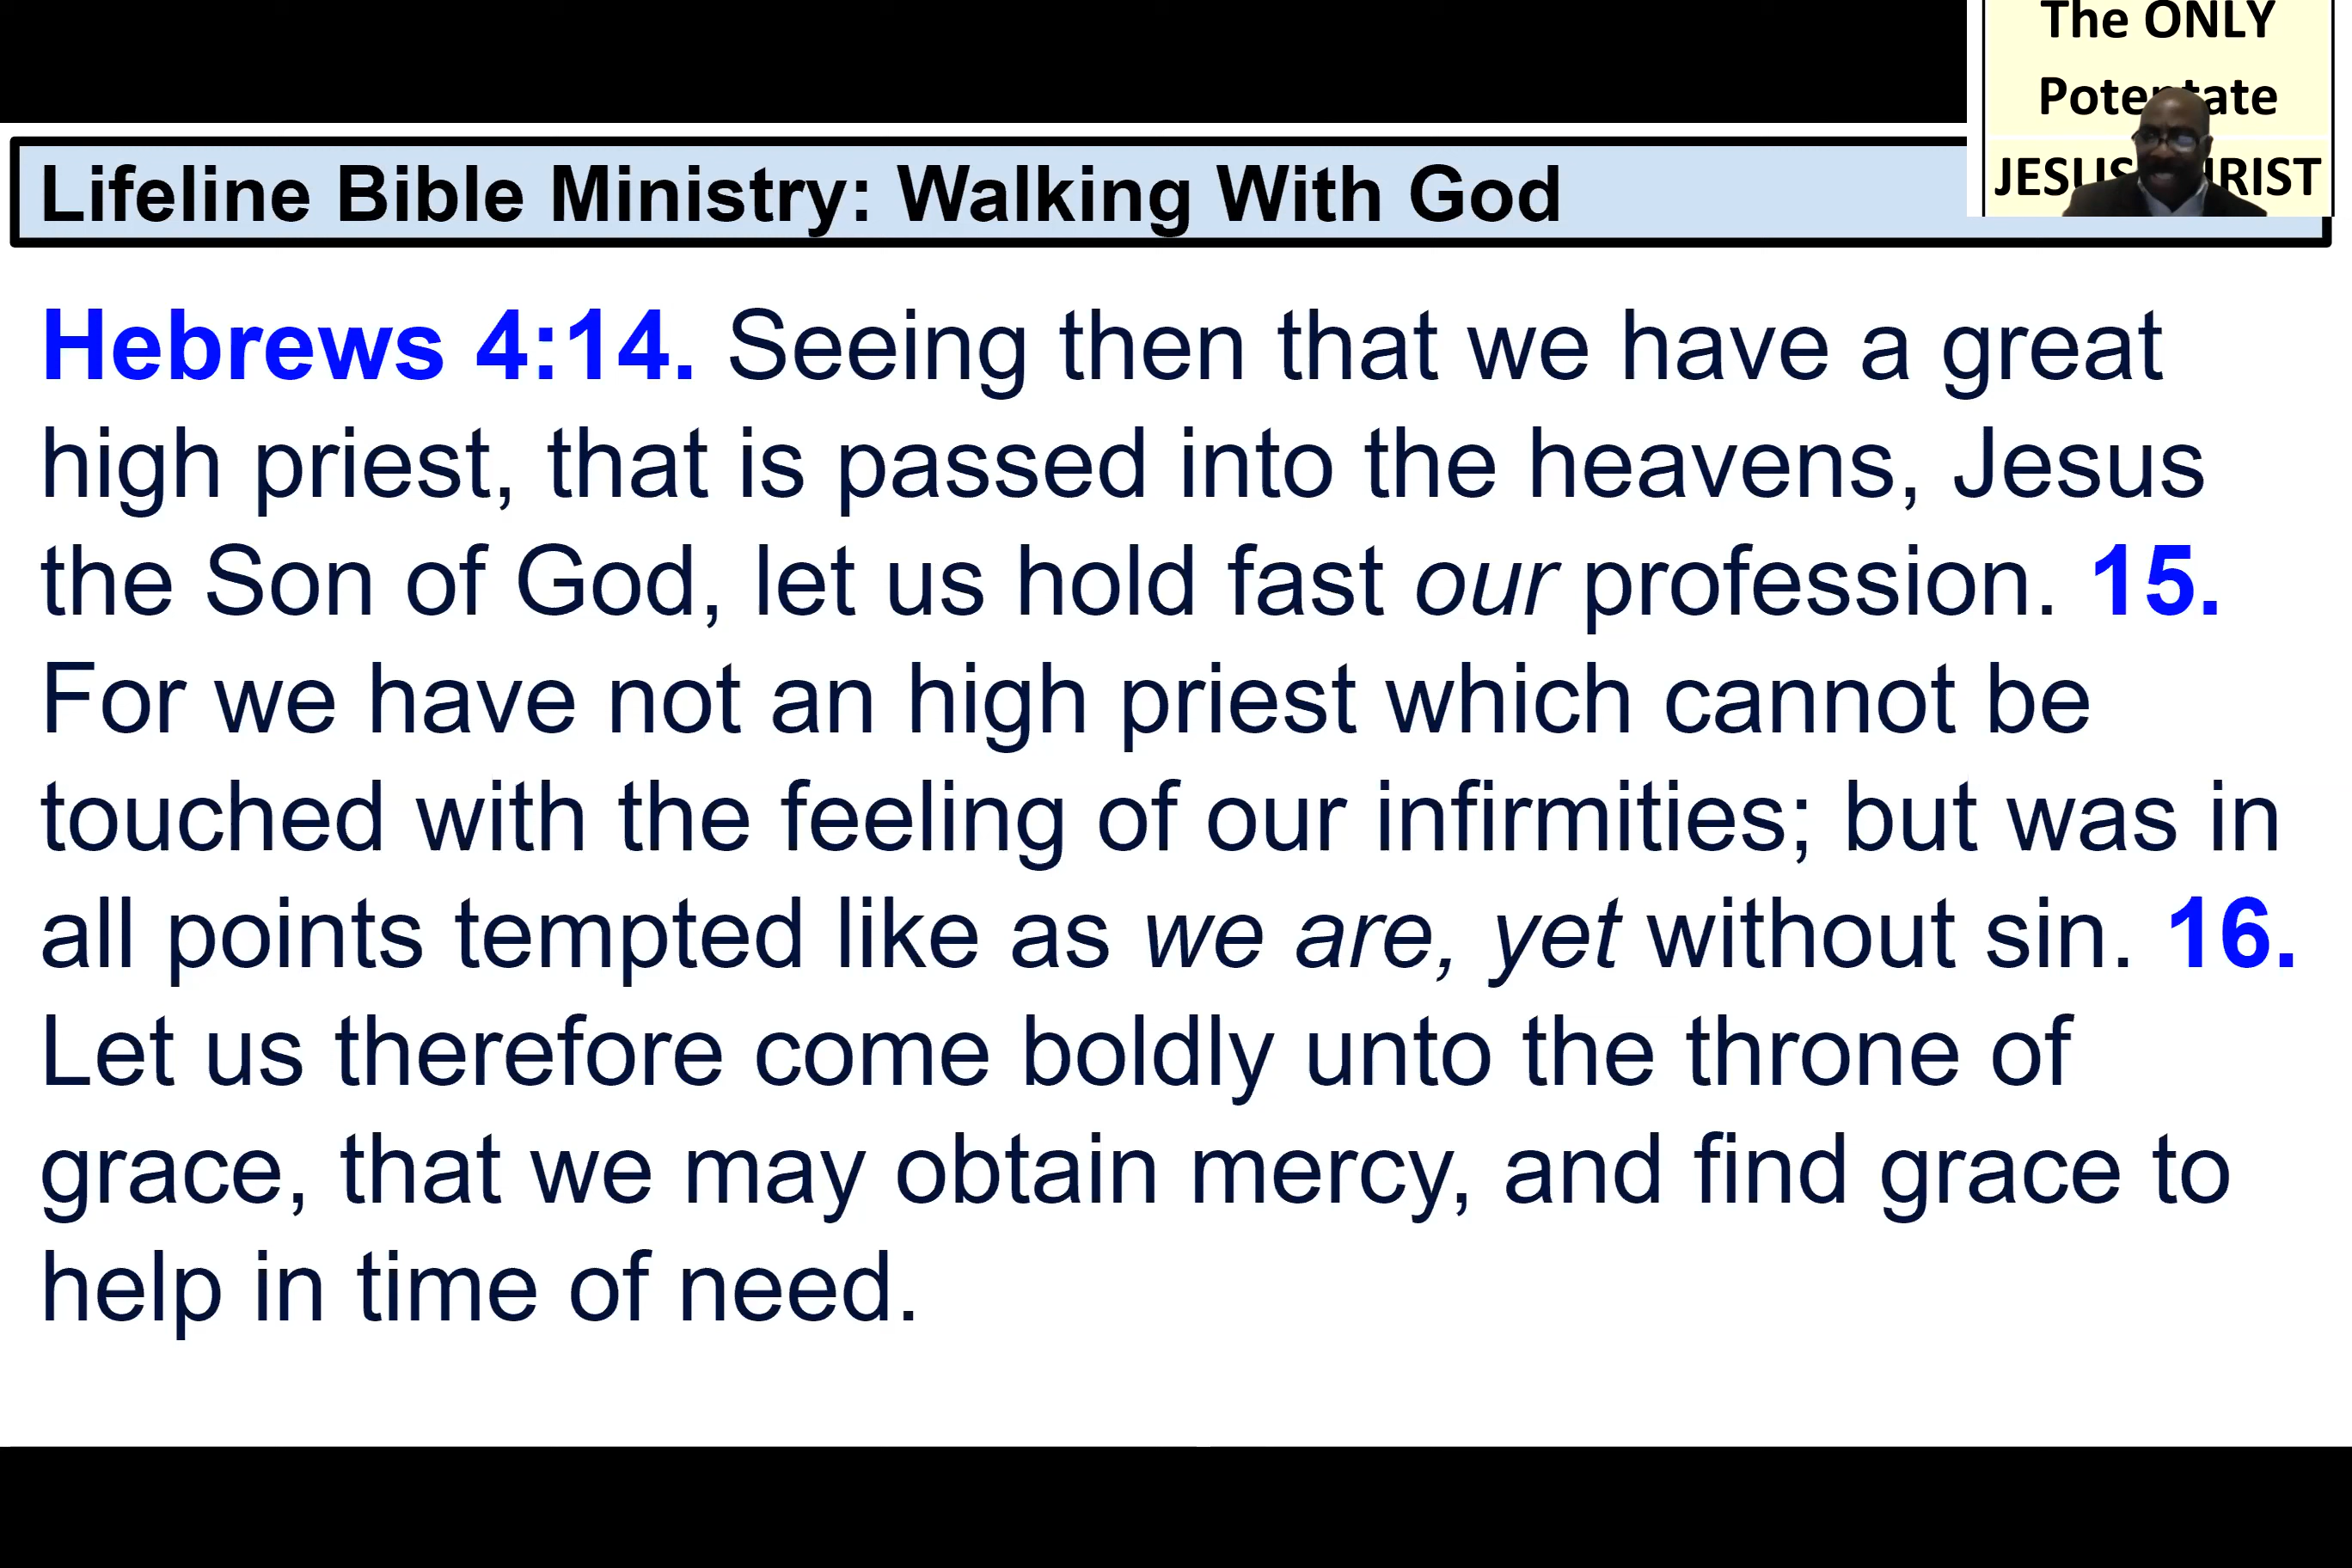 The ONLY
Potentate
JESUS CHRIST
Lifeline Bible Ministry: Walking With God
Hebrews 4:14. Seeing then that we have a great
high priest, that is passed into the heavens, Jesus
the Son of God, let us hold fast our profession. 15.
For we have not an high priest which cannot be
touched with the feeling of our infirmities; but was in
all points tempted like as we are, yet without sin. 16.
Let us therefore come boldly unto the throne of
grace, that we may obtain mercy, and find grace to
help in time of need.